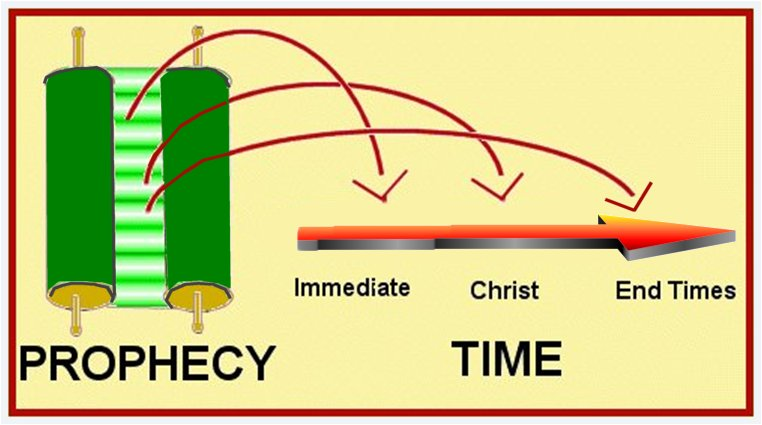 Immediate
Christ
End Times
PROPHECY
TIME